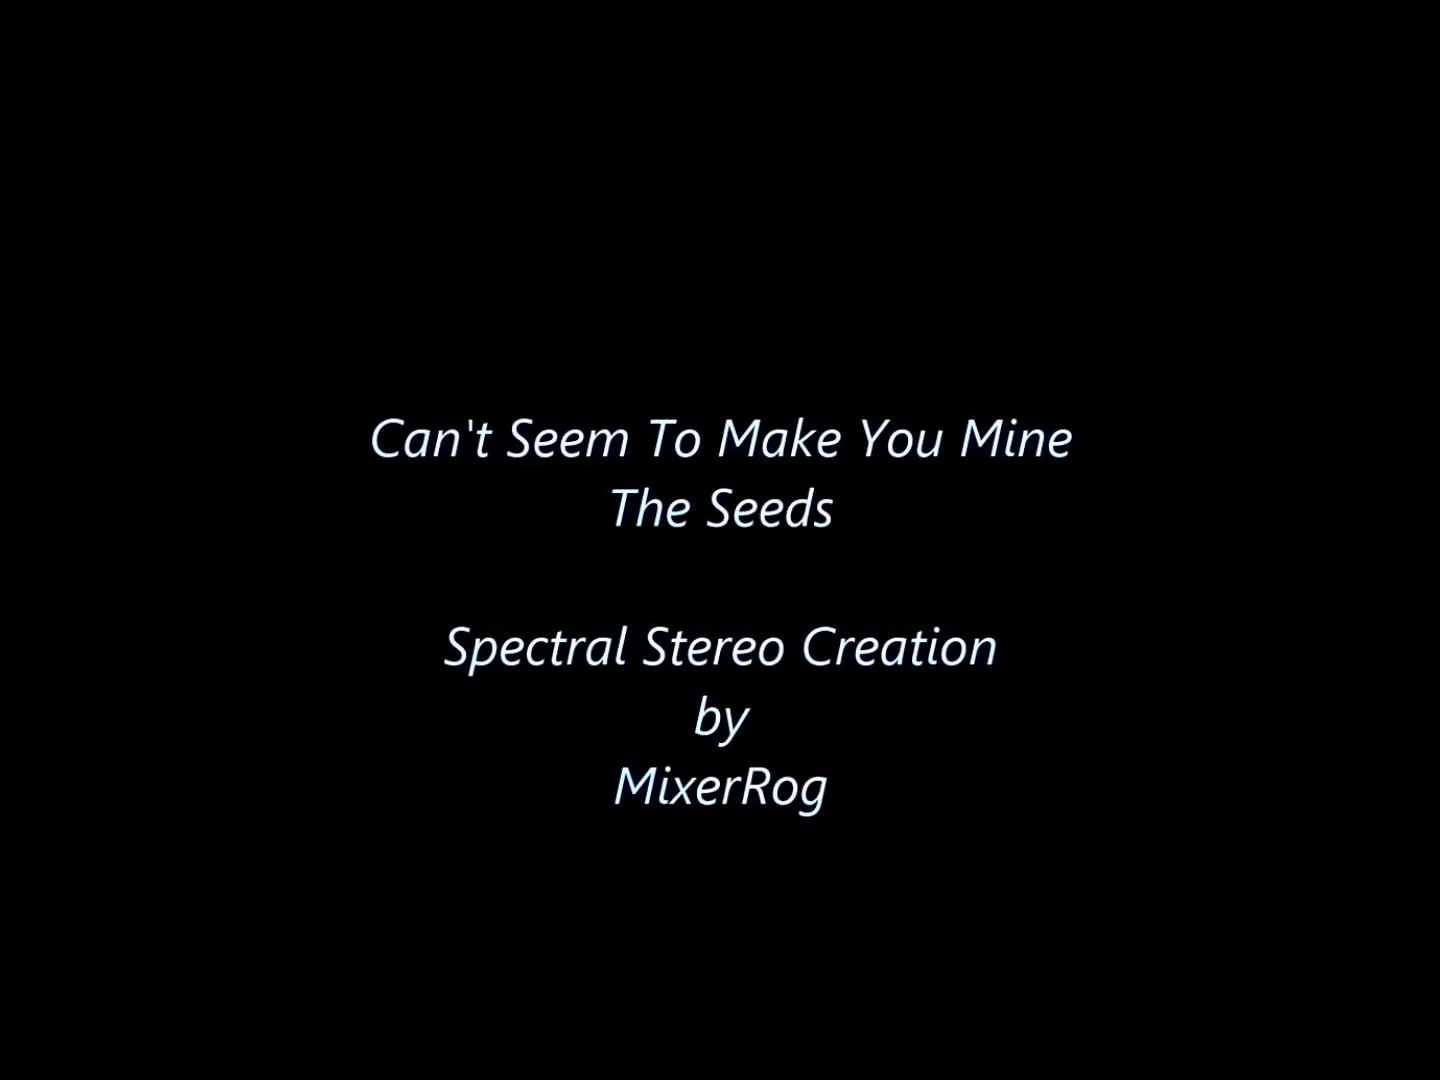 Can't Seem To Make You Mine
The Seeds
Spectral Stereo Creation
by
MixerRog